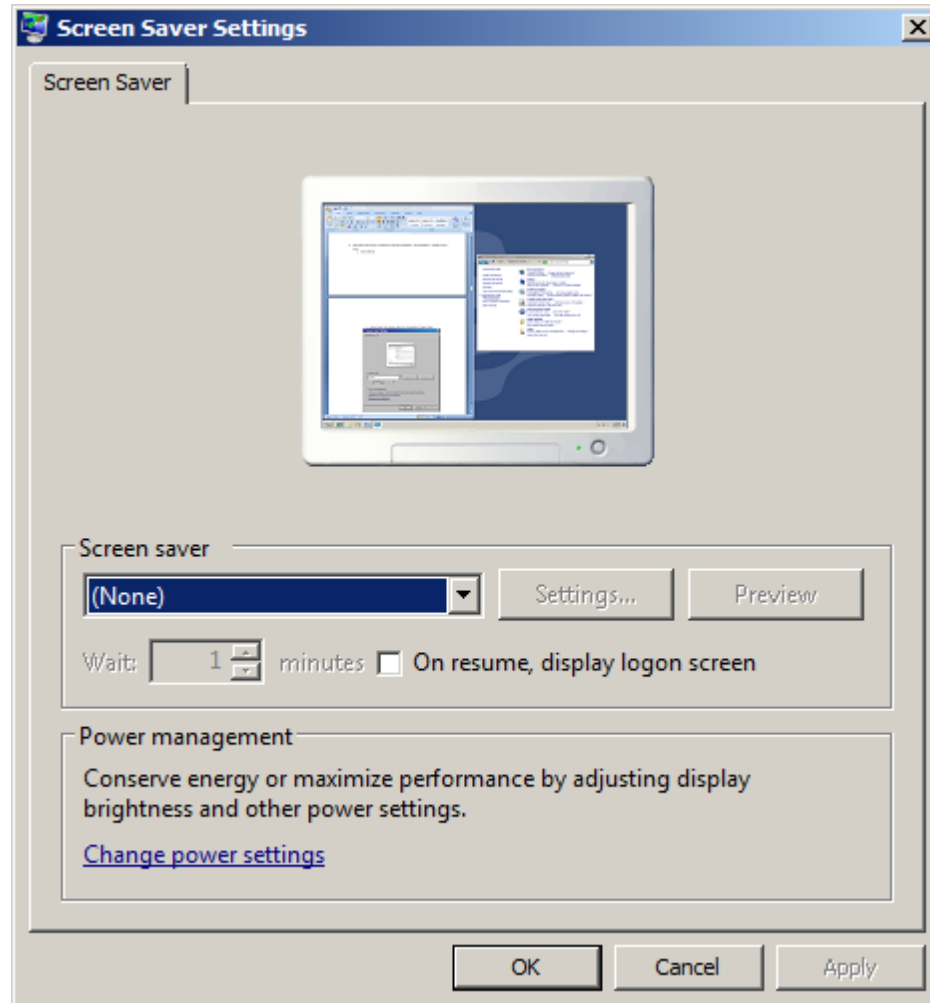 Screen Saver Settings
Screen Saver
Screen saver
(None)
Settings...
Preview
Wait: 1 minutes On resume, display logon screen
Power management
Conserve energy or maximize performance by adjusting display
brightness and other power settings.
Change power settings
OK
Cancel
Apply